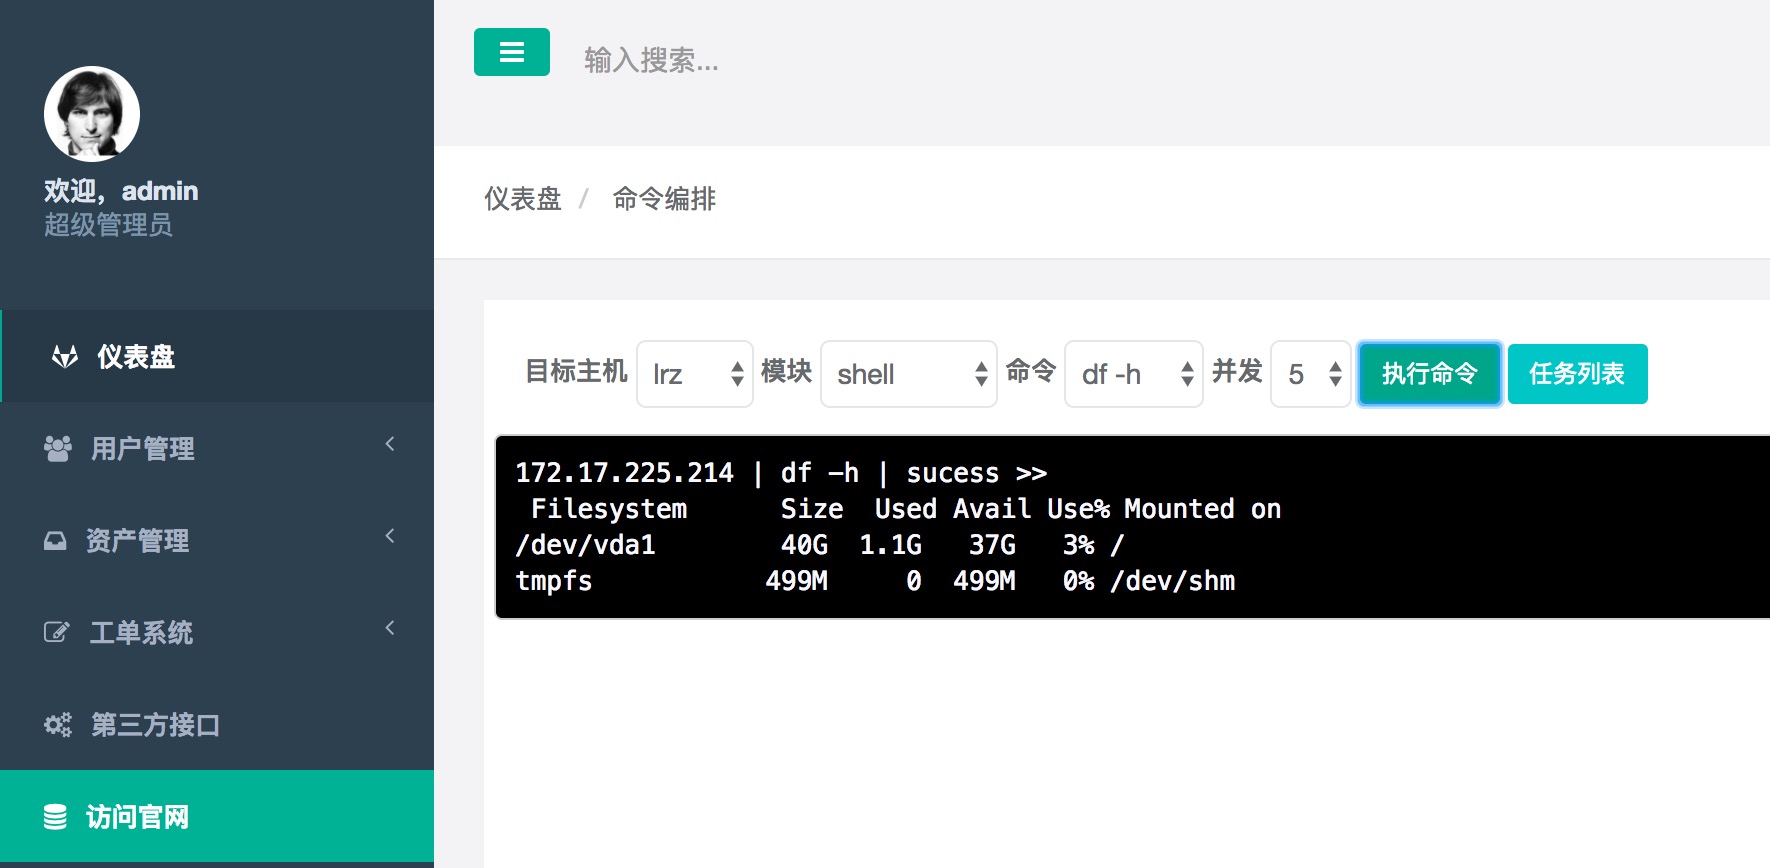 输入搜索...
欢迎，admin
超级管理员
仪表盘 / 命令编排
仪表盘
用户管理
资产管理
工单系统
第三方接口
访问官网
目标主机 lrz 模块 shell 命令 df -h 并发 5 执行命令 任务列表
172.17.225.214 | df -h | sucess >>
Filesystem      Size  Used Avail Use% Mounted on
/dev/vda1        40G  1.1G   37G   3% /
tmpfs           499M     0  499M   0% /dev/shm